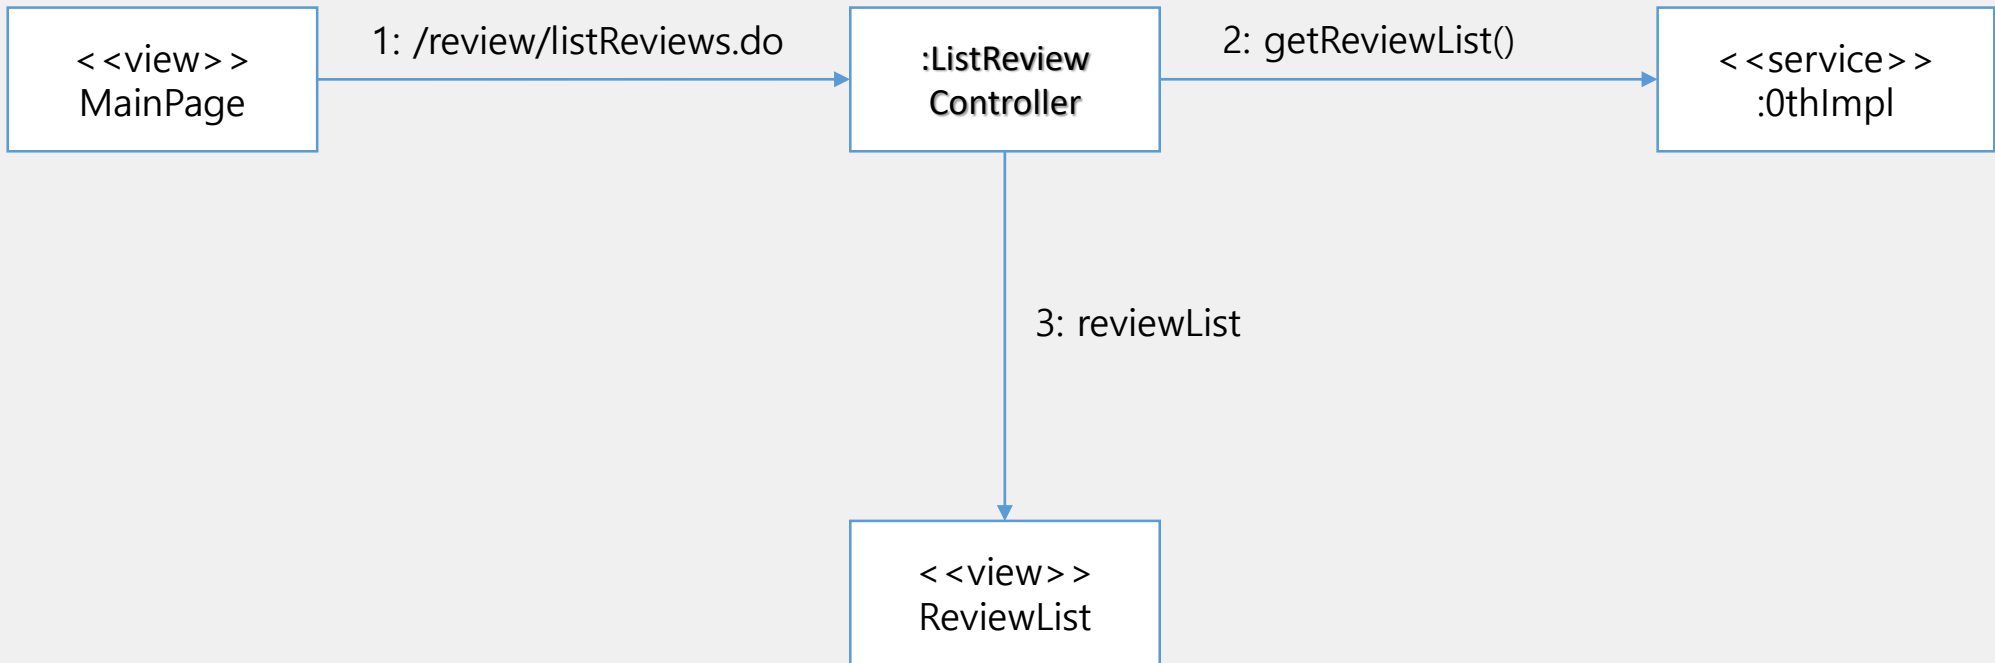 <<view>>
MainPage
1: /review/listReviews.do
:ListReview
Controller
2: getReviewList()
<<service>>
:0thImpl
3: reviewList
<<view>>
ReviewList